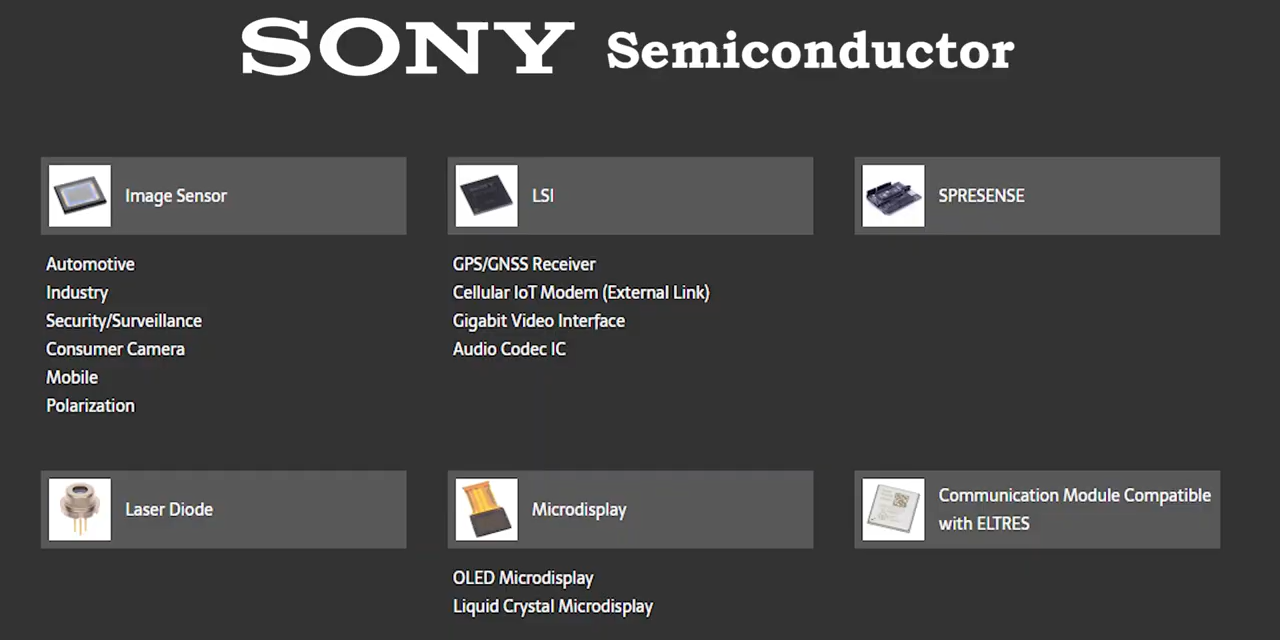 SONY Semiconductor
Image Sensor
Automotive
Industry
Security/Surveillance
Consumer Camera
Mobile
Polarization
LSI
GPS/GNSS Receiver
Cellular IoT Modem (External Link)
Gigabit Video Interface
Audio Codec IC
SPRESENSE
Laser Diode
Microdisplay
OLED Microdisplay
Liquid Crystal Microdisplay
Communication Module Compatible
with ELTRES